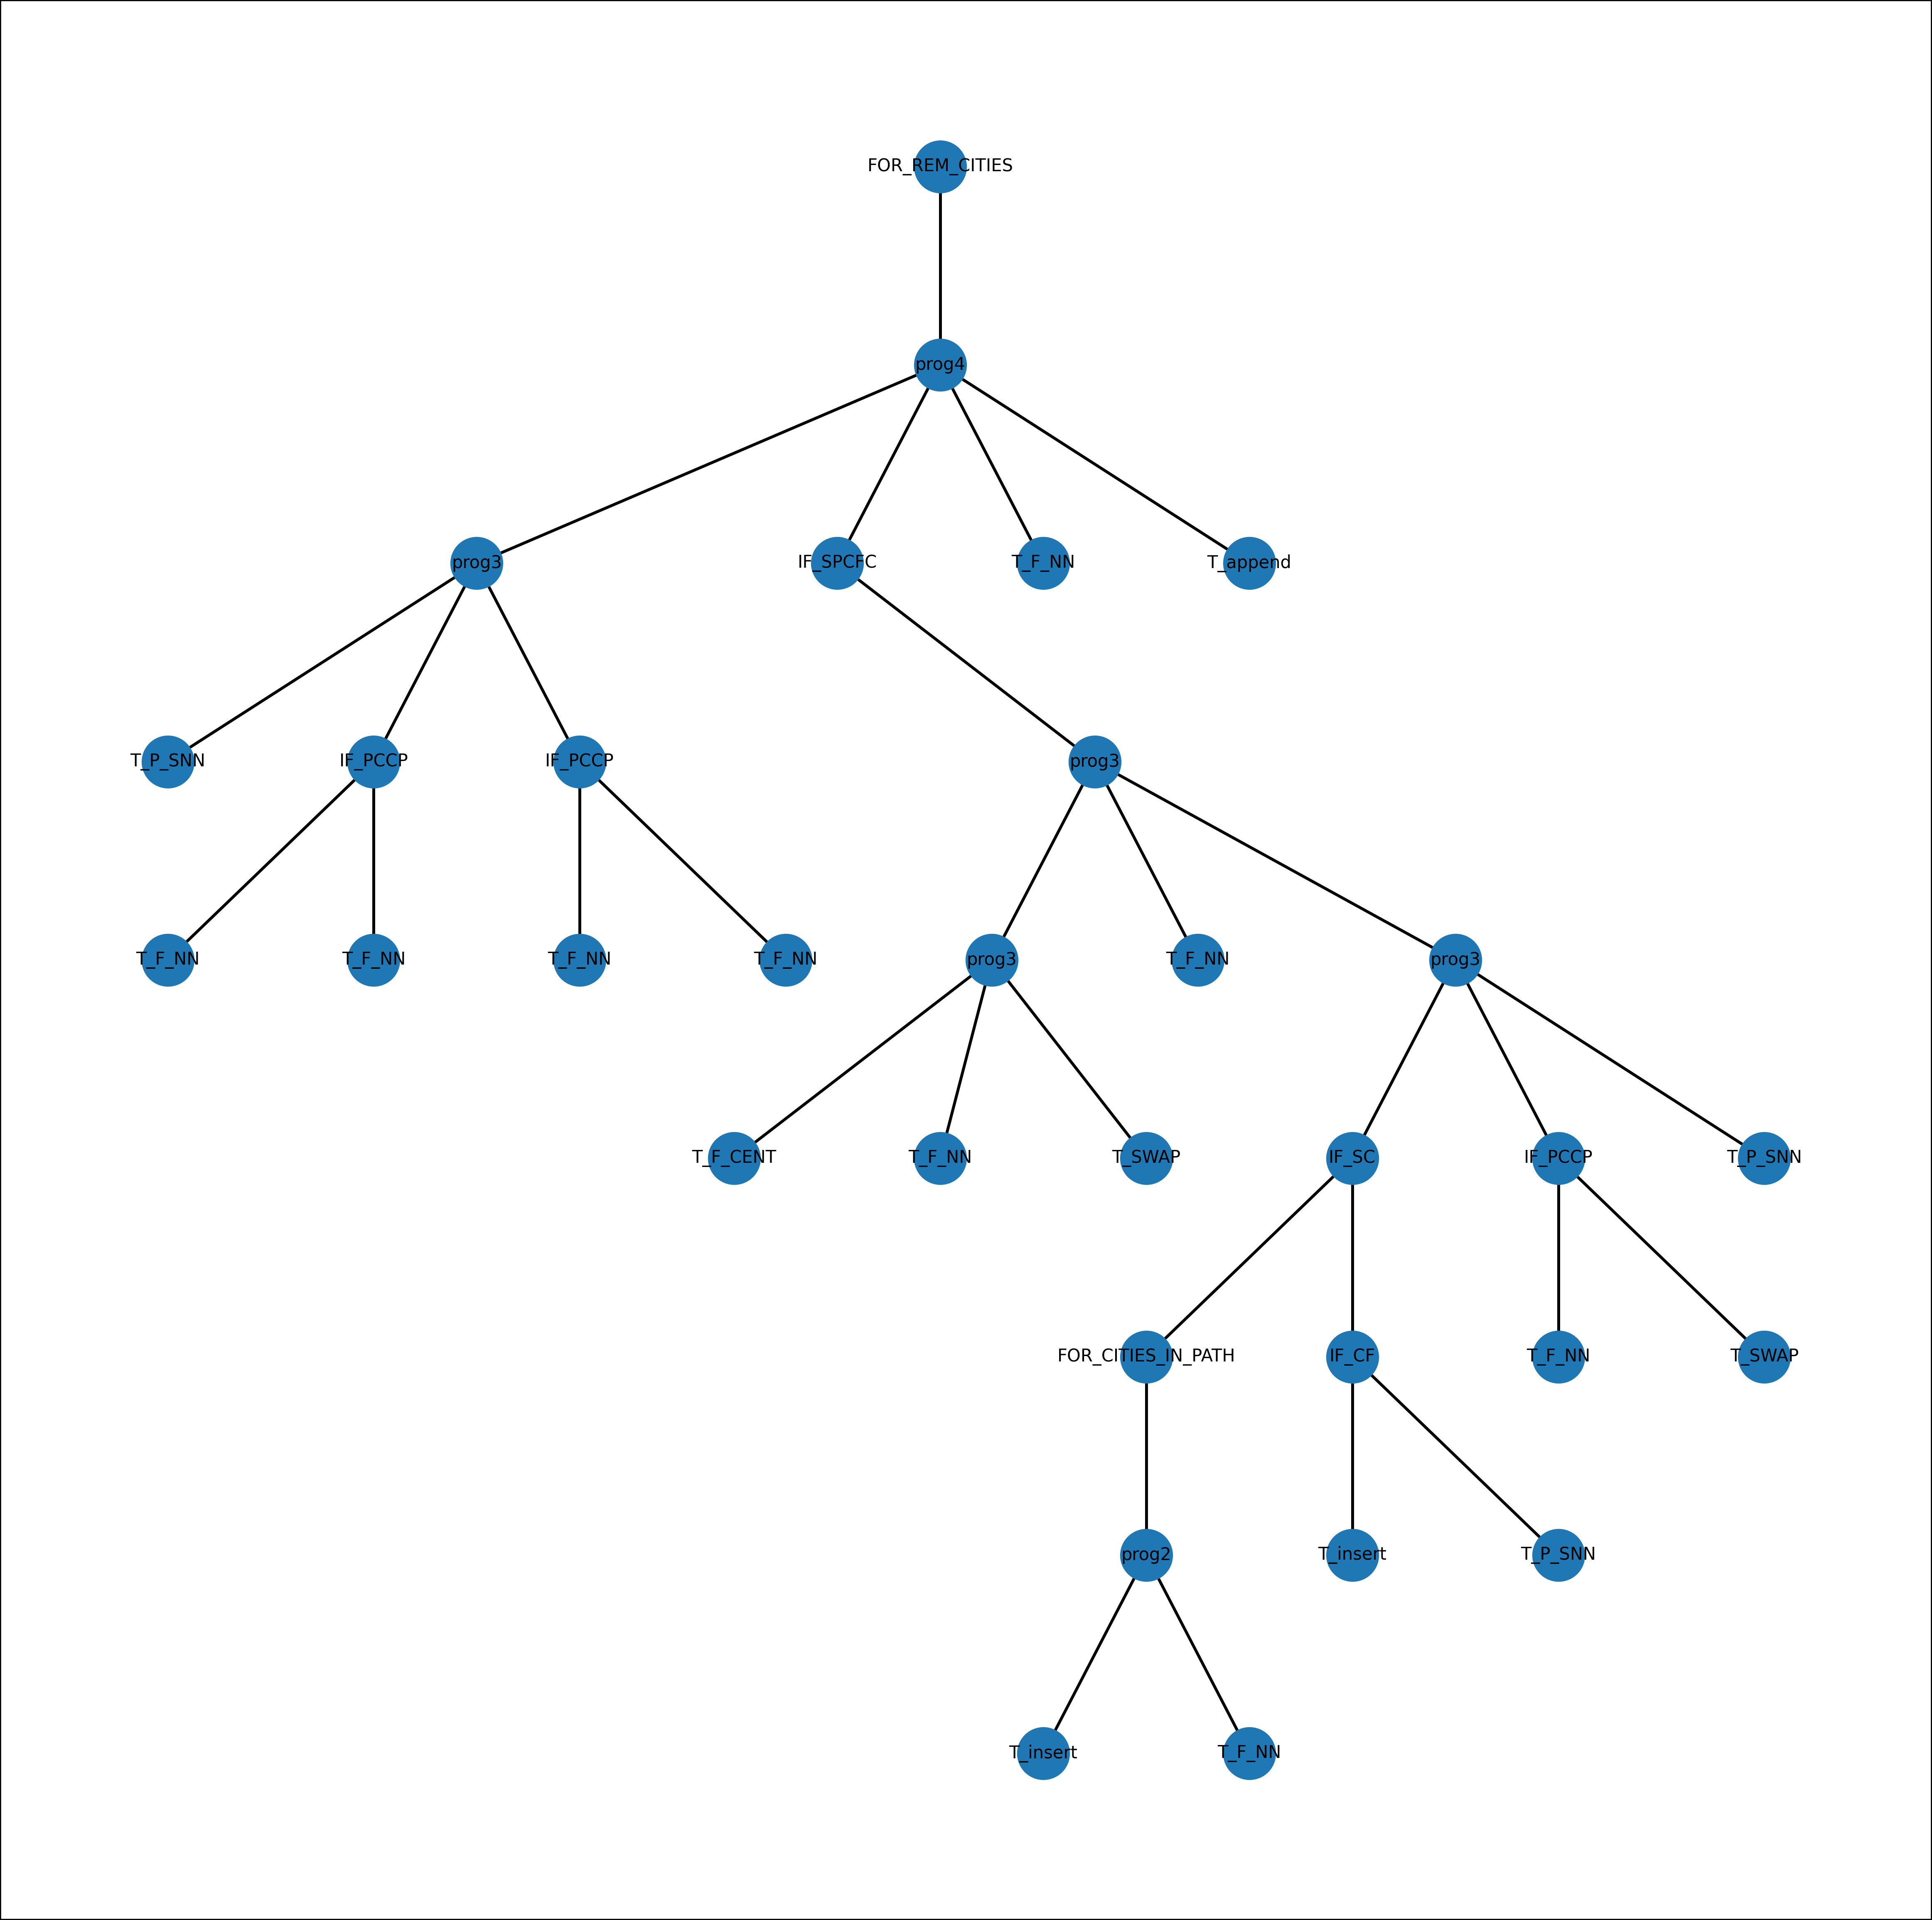 FOR_REM_CITIES
prog4
prog3
IF_SPCFC
T_F_NN
T_append
T_P_SNN
IF_PCCP
IF_PCCP
prog3
T_F_NN
T_F_NN
T_F_NN
T_F_NN
prog3
T_F_NN
prog3
T_F_CENT
T_F_NN
T_SWAP
IF_SC
IF_PCCP
T_P_SNN
FOR_CITIES_IN_PATH
IF_CF
T_F_NN
T_SWAP
prog2
T_insert
T_P_SNN
T_insert
T_F_NN